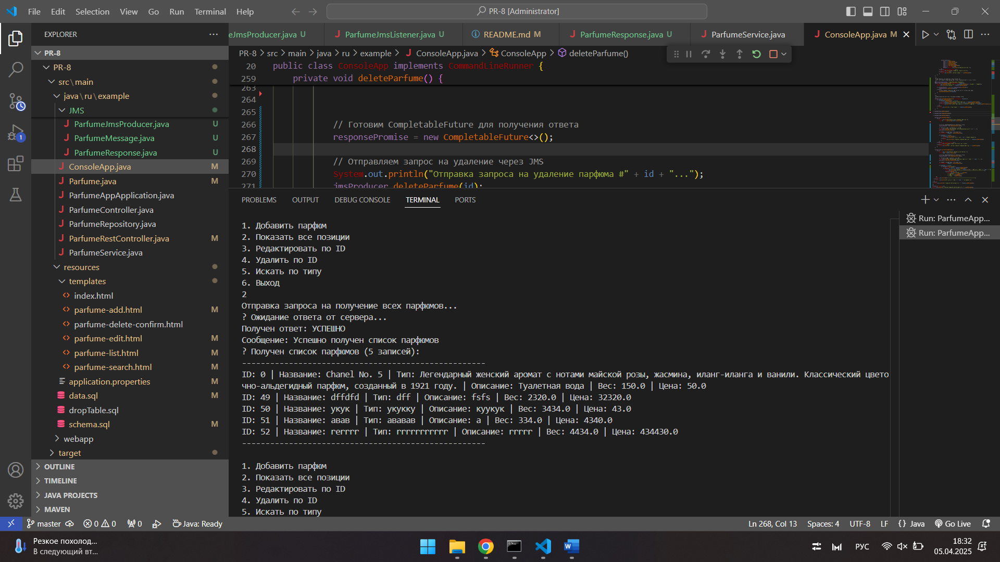 File Edit Selection View Go Run Terminal Help
PR-8 [Administrator]
EXPLORER
eJmsProducer.java U
ParfumeJmsListener.java U
README.md M
ParfumeResponse.java U
ParfumeService.java
ConsoleApp.java M
PR-8
PR-8 > src > main > java > ru > example > ConsoleApp.java > ConsoleApp > deleteParfume()
PR-8
src\main
java\ru\example
JMS
ParfumeJmsProducer.java U
ParfumeMessage.java U
ParfumeResponse.java U
ConsoleApp.java M
Parfume.java M
ParfumeAppApplication.java
ParfumeController.java
ParfumeRepository.java
ParfumeRestController.java M
ParfumeService.java
resources
templates
index.html
parfume-add.html M
parfume-delete-confirm.html
parfume-edit.html M
parfume-list.html M
parfume-search.html M
application.properties M
data.sql M
dropTable.sql
schema.sql M
webapp
target
OUTLINE
TIMELINE
JAVA PROJECTS
MAVEN
20 public class ConsoleApp implements CommandLineRunner {
259 private void deleteParfume() {
263
264
265
266 // Готовим CompletableFuture для получения ответа
267 responsePromise = new CompletableFuture<>();
268
269 // Отправляем запрос на удаление через JMS
270 System.out.println("Отправка запроса на удаление парфюма #" + id + "...");
271 jmsProducer.deleteParfume(id);
PROBLEMS OUTPUT DEBUG CONSOLE TERMINAL PORTS
Run: ParfumeApp...
Run: ParfumeApp...
1. Добавить парфюм
2. Показать все позиции
3. Редактировать по ID
4. Удалить по ID
5. Искать по типу
6. Выход
2
Отправка запроса на получение всех парфюмов...
? Ожидание ответа от сервера...
Получен ответ: УСПЕШНО
Сообщение: Успешно получен список парфюмов
? Получен список парфюмов (5 записей):
----------------------------------------------------
ID: 0 | Название: Chanel No. 5 | Тип: Легендарный женский аромат с нотами майской розы, жасмина, иланг-иланга и ванили. Классический цвето
чно-альдегидный парфюм, созданный в 1921 году. | Описание: Туалетная вода | Вес: 150.0 | Цена: 50.0
ID: 49 | Название: dffdfd | Тип: dff | Описание: fsfs | Вес: 2320.0 | Цена: 32320.0
ID: 50 | Название: укук | Тип: укукку | Описание: куукук | Вес: 3434.0 | Цена: 43.0
ID: 51 | Название: авав | Тип: ававав | Описание: а | Вес: 334.0 | Цена: 4340.0
ID: 52 | Название: rerrrr | Тип: rrrrrrrrrrr | Описание: rrrrr | Вес: 4434.0 | Цена: 434430.0
----------------------------------------------------
1. Добавить парфюм
2. Показать все позиции
3. Редактировать по ID
4. Удалить по ID
5. Искать по типу
master 0 0 0 Java: Ready
Ln 268, Col 13 Spaces: 4 UTF-8 LF {} Java Go Live
Резкое похолод...
В следующий вт...
РУС
18:32
05.04.2025